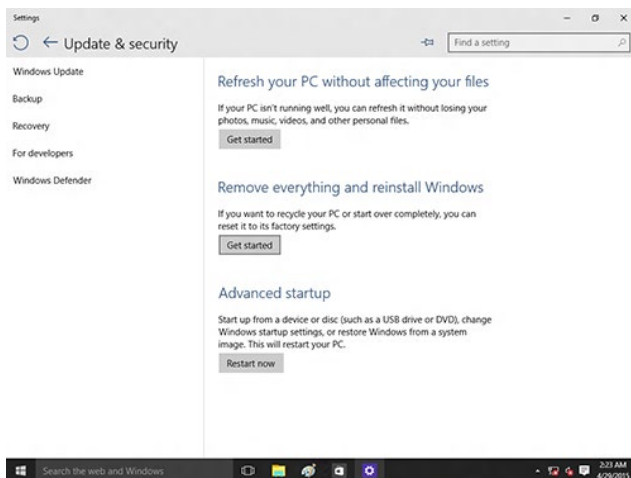 Settings
Update & security
Find a setting
Windows Update
Backup
Recovery
For developers
Windows Defender
Refresh your PC without affecting your files
If your PC isn't running well, you can refresh it without losing your
photos, music, videos, and other personal files.
Get started
Remove everything and reinstall Windows
If you want to recycle your PC or start over completely, you can
reset it to its factory settings.
Get started
Advanced startup
Start up from a device or disc (such as a USB drive or DVD), change
Windows startup settings, or restore Windows from a system
image. This will restart your PC.
Restart now
Search the web and Windows
2:23 AM
4/29/2015